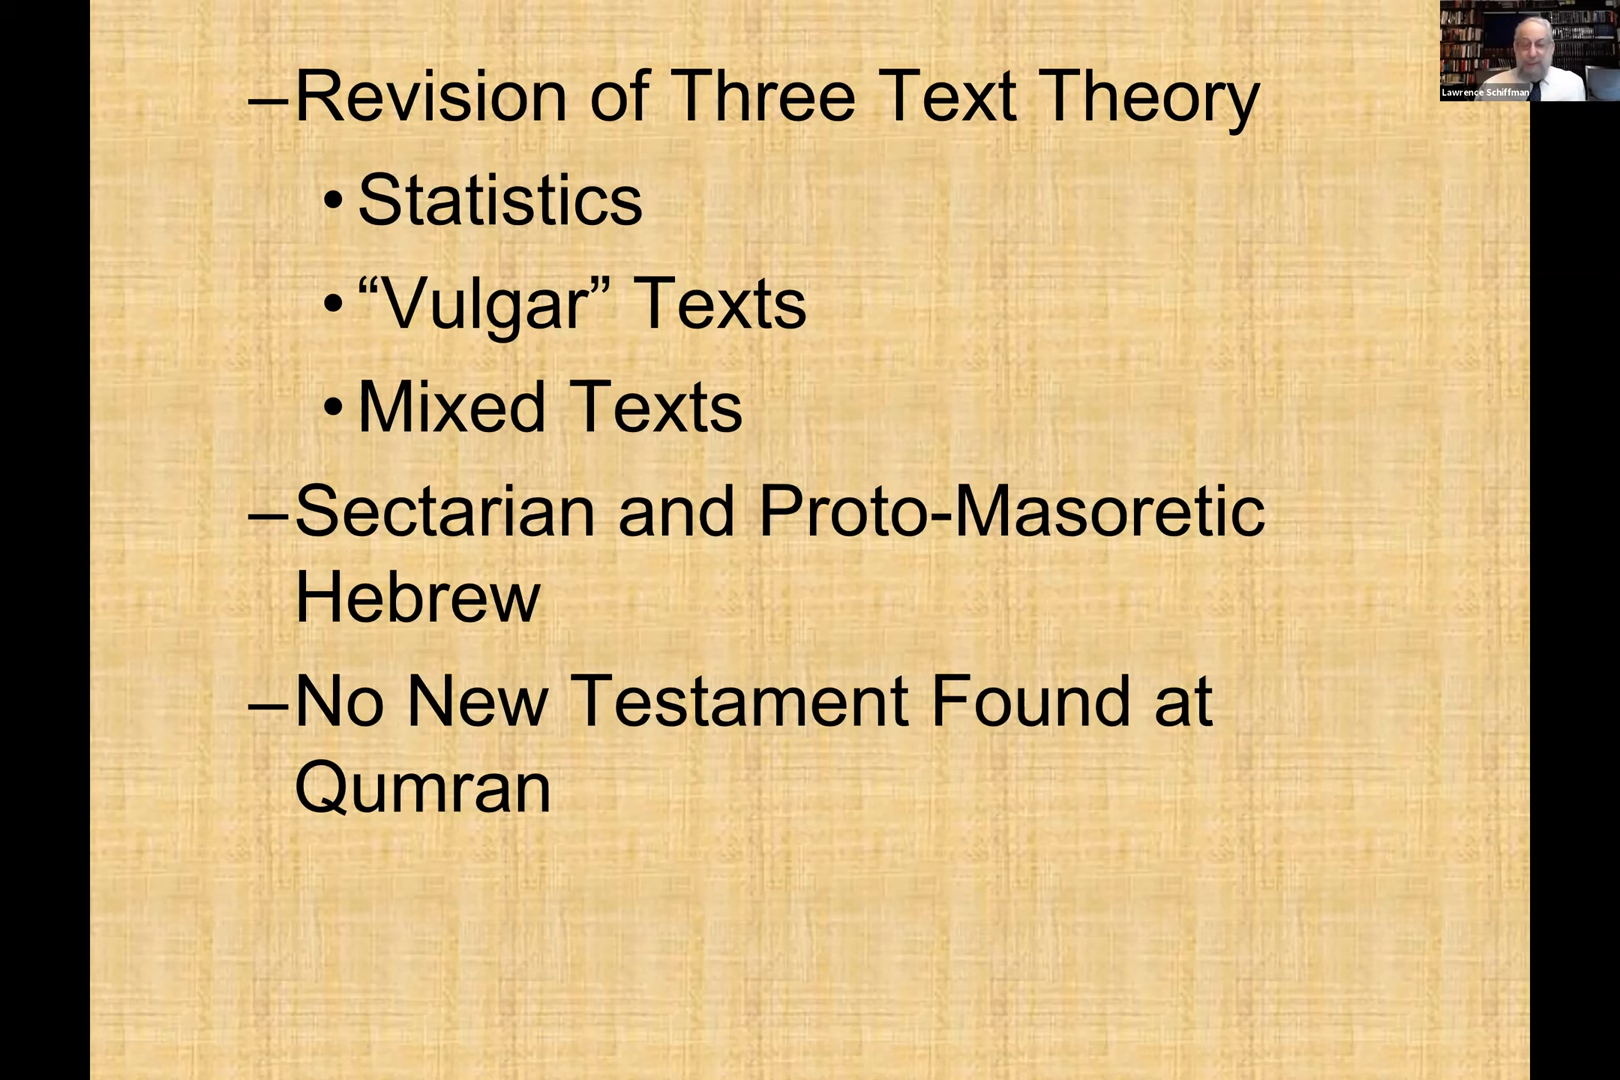 –Revision of Three Text Theory
•Statistics
•“Vulgar” Texts
•Mixed Texts
–Sectarian and Proto-Masoretic
Hebrew
–No New Testament Found at
Qumran
Lawrence Schiffman